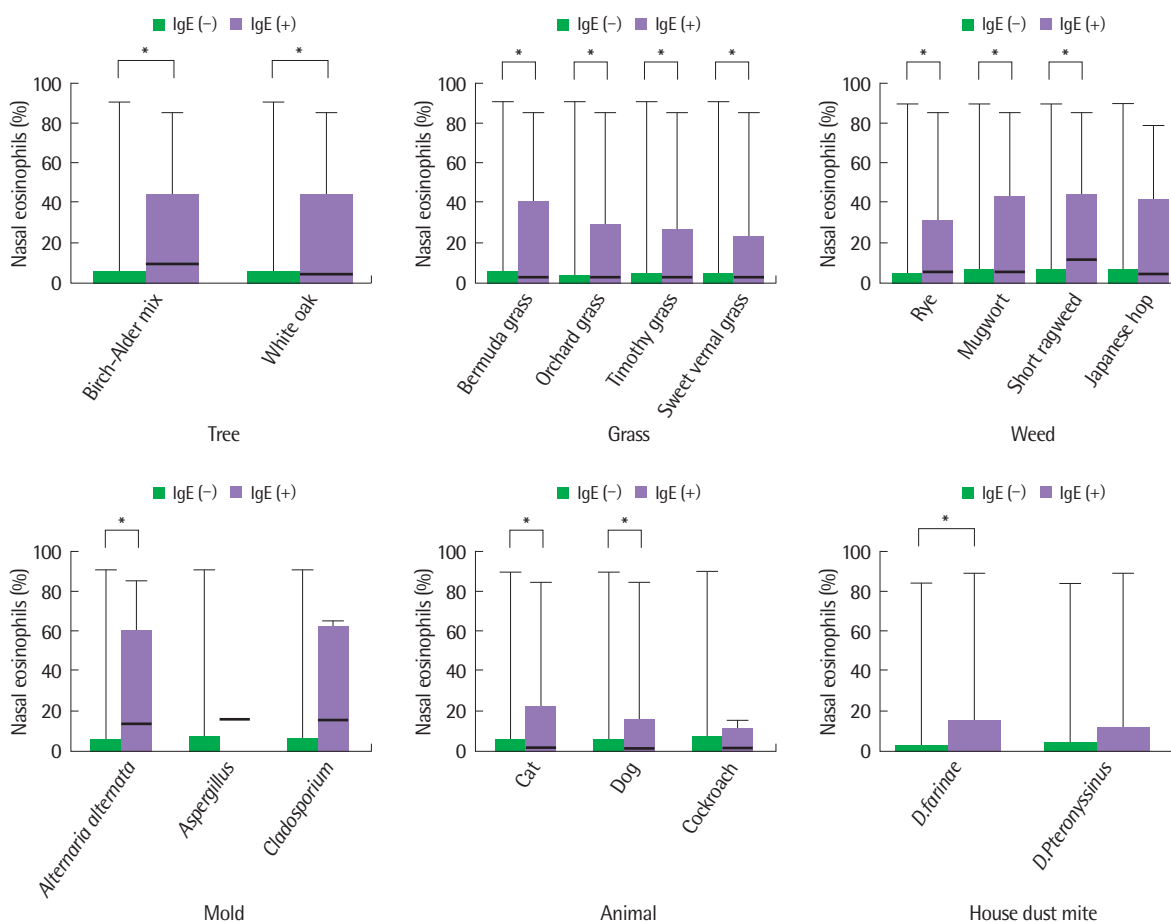 IgE (−) IgE (+)
*
*
Nasal eosinophils (%)
100
80
60
40
20
0
Birch-Alder mix
White oak
Tree
IgE (−) IgE (+)
*
*
*
*
Nasal eosinophils (%)
100
80
60
40
20
0
Bermuda grass
Orchard grass
Timothy grass
Sweet vernal grass
Grass
IgE (−) IgE (+)
*
*
*
Nasal eosinophils (%)
100
80
60
40
20
0
Rye
Mugwort
Short ragweed
Japanese hop
Weed
IgE (−) IgE (+)
*
Nasal eosinophils (%)
100
80
60
40
20
0
Alternaria alternata
Aspergillus
Cladosporium
Mold
IgE (−) IgE (+)
*
*
Nasal eosinophils (%)
100
80
60
40
20
0
Cat
Dog
Cockroach
Animal
IgE (−) IgE (+)
*
Nasal eosinophils (%)
100
80
60
40
20
0
D.farinae
D.Pteronyssinus
House dust mite